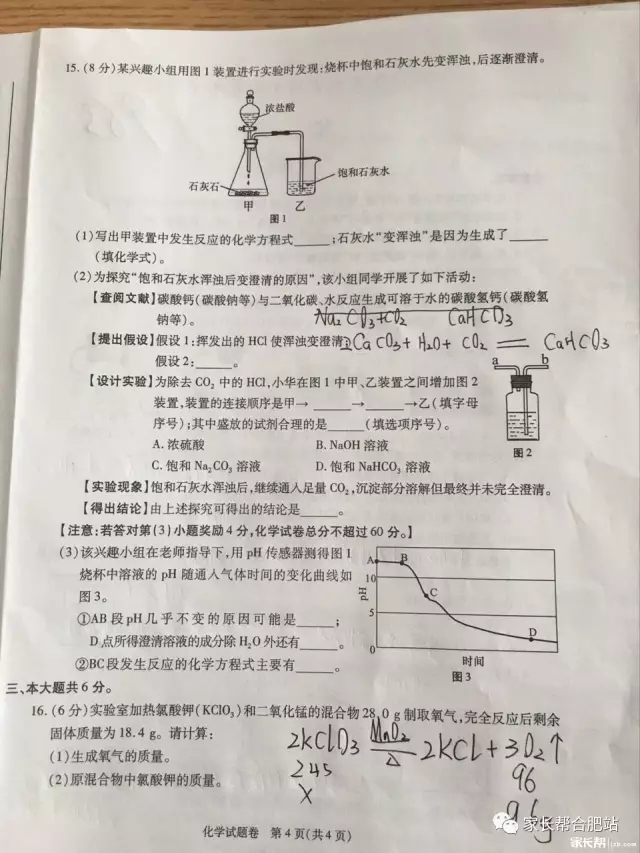 15.(8分)某兴趣小组用图1装置进行实验时发现:烧杯中饱和石灰水先变浑浊,后逐渐澄清。
浓盐酸
饱和石灰水
石灰石
甲 乙
图1
(1)写出甲装置中发生反应的化学方程式______;石灰水“变浑浊”是因为生成了______
(填化学式)。
(2)为探究“饱和石灰水浑浊后变澄清的原因”,该小组同学开展了如下活动:
【查阅文献】碳酸钙(碳酸钠等)与二氧化碳、水反应生成可溶于水的碳酸氢钙(碳酸氢
钠等)。 Na2CO3+CO2 CaHCO3
【提出假设】假设1:挥发出的HCl使浑浊变澄清;
①CaCO3+H2O+CO2 == CaHCO3
假设2:______。
a b
【设计实验】为除去CO2中的HCl,小华在图1中甲、乙装置之间增加图2
装置,装置的连接顺序是甲→ ______→______→乙(填字母
序号);其中盛放的试剂合理的是______(填选项序号)。
A.浓硫酸 B.NaOH溶液
C.饱和Na2CO3溶液 D.饱和NaHCO3溶液
图2
【实验现象】饱和石灰水浑浊后,继续通入足量CO2,沉淀部分溶解但最终并未完全澄清。
【得出结论】由上述探究可得出的结论是______。
【注意:若答对第(3)小题奖励4分,化学试卷总分不超过60分。】
(3)该兴趣小组在老师指导下,用pH传感器测得图1
烧杯中溶液的pH随通入气体时间的变化曲线如
图3。
①AB段pH几乎不变的原因可能是______;
D点所得澄清溶液的成分除H2O外还有______。
②BC段发生反应的化学方程式主要有______。
A B
10
C
pH
5
D
0
时间
图3
三、本大题共6分。
16.(6分)实验室加热氯酸钾(KClO3)和二氧化锰的混合物28.0g制取氧气,完全反应后剩余
固体质量为18.4g。请计算:
(1)生成氧气的质量。
(2)原混合物中氯酸钾的质量。
2KClO3 MnO2 △ 2KCl+3O2↑
245 96
X 9.6g
化学试题卷 第4页(共4页)
家长帮合肥站
家长帮 jzb.com